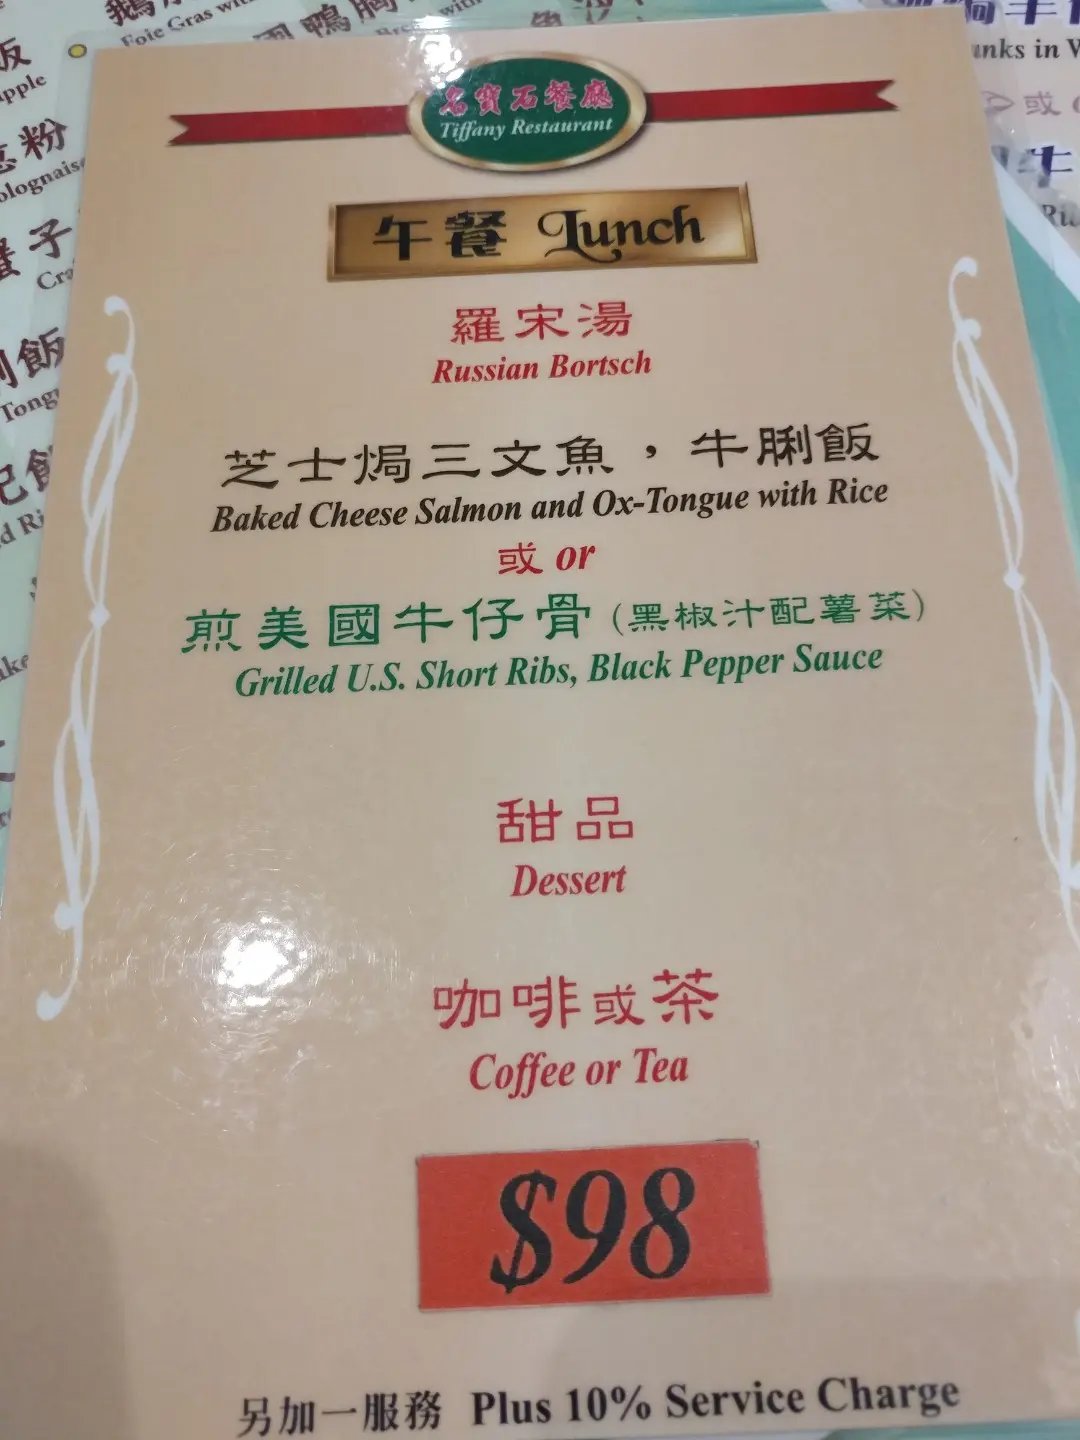 名寶石餐廳
Tiffany Restaurant
午餐 Lunch
羅宋湯
Russian Bortsch
芝士焗三文魚，牛脷飯
Baked Cheese Salmon and Ox-Tongue with Rice
或 or
煎美國牛仔骨（黑椒汁配薯菜）
Grilled U.S. Short Ribs, Black Pepper Sauce
甜品
Dessert
咖啡或茶
Coffee or Tea
$98
另加一服務 Plus 10% Service Charge